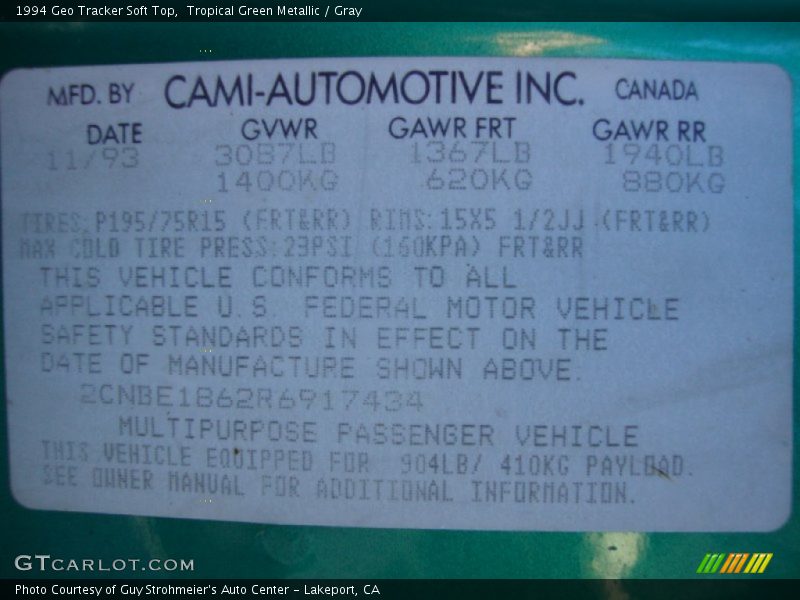 1994 Geo Tracker Soft Top,  Tropical Green Metallic / Gray
MFD. BY CAMI-AUTOMOTIVE INC. CANADA
DATE GVWR GAWR FRT GAWR RR
11/93 3087LB 1367LB 1940LB
1400KG 620KG 880KG
TIRES:P195/75R15 (FRT&RR) RIMS:15X5 1/2JJ (FRT&RR)
MAX COLD TIRE PRESS:23PSI (160KPA) FRT&RR
THIS VEHICLE CONFORMS TO ALL
APPLICABLE U.S. FEDERAL MOTOR VEHICLE
SAFETY STANDARDS IN EFFECT ON THE
DATE OF MANUFACTURE SHOWN ABOVE.
2CNBE1862R6917434
MULTIPURPOSE PASSENGER VEHICLE
THIS VEHICLE EQUIPPED FOR 904LB/ 410KG PAYLOAD.
SEE OWNER MANUAL FOR ADDITIONAL INFORMATION.
GTCARLOT.COM
Photo Courtesy of Guy Strohmeier's Auto Center - Lakeport, CA